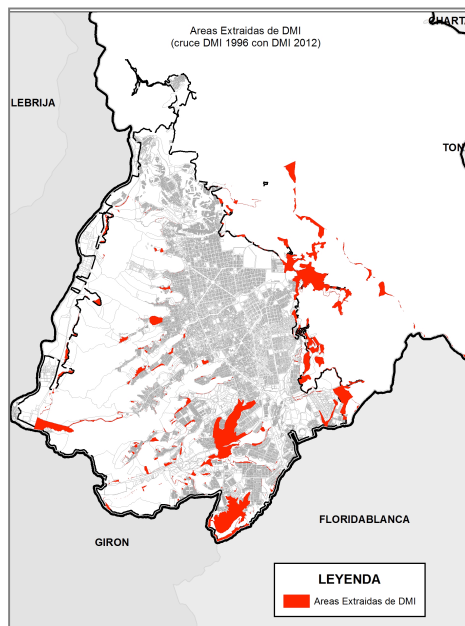 Areas Extraidas de DMI
(cruce DMI 1996 con DMI 2012)
CHARTA
LEBRIJA
TON
FLORIDABLANCA
GIRON
LEYENDA
Areas Extraidas de DMI